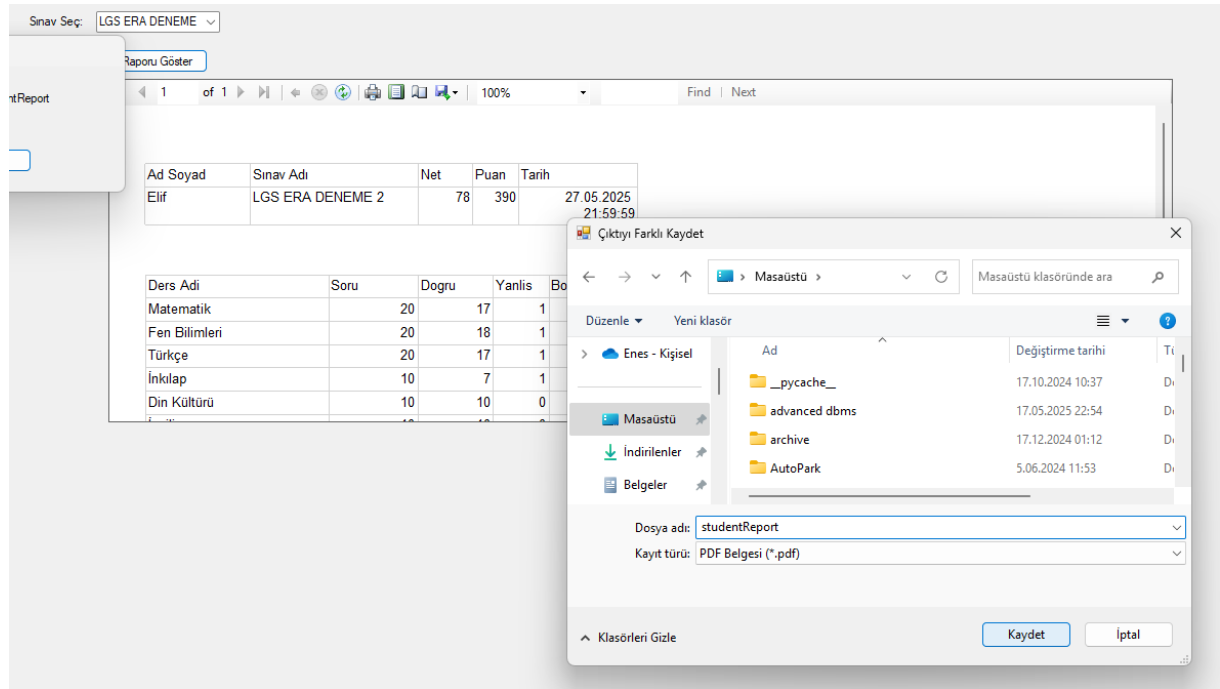 Sınav Seç: LGS ERA DENEME
Raporu Göster
ntReport
1 of 1 100% Find | Next
Ad Soyad Sınav Adı Net Puan Tarih
Elif LGS ERA DENEME 2 78 390 27.05.2025
21:59:59
Ders Adi Soru Dogru Yanlis Bo
Matematik 20 17 1
Fen Bilimleri 20 18 1
Türkçe 20 17 1
İnkılap 10 7 1
Din Kültürü 10 10 0
Çıktıyı Farklı Kaydet
Masaüstü
Masaüstü klasöründe ara
Düzenle Yeni klasör
Enes - Kişisel
Masaüstü
İndirilenler
Belgeler
Ad Değiştirme tarihi Tü
__pycache__ 17.10.2024 10:37
advanced dbms 17.05.2025 22:54
archive 17.12.2024 01:12
AutoPark 5.06.2024 11:53
Dosya adı: studentReport
Kayıt türü: PDF Belgesi (*.pdf)
Klasörleri Gizle Kaydet İptal